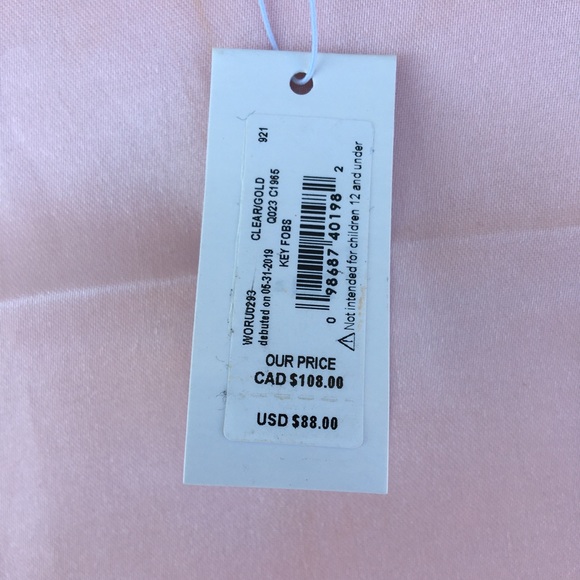 921
CLEAR/GOLD
Q023 C1965
KEY FOBS
WORU0293
debuted on 05-31-2019
0 98687 40198 2
⚠ Not intended for children 12 and under
OUR PRICE
CAD $108.00
USD $88.00